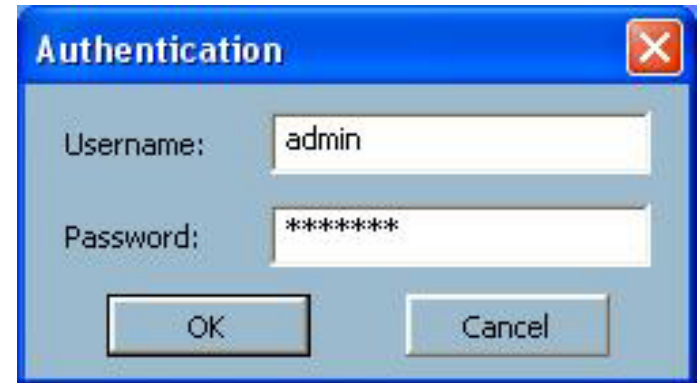 Authentication
Username: admin
Password: *******
OK Cancel